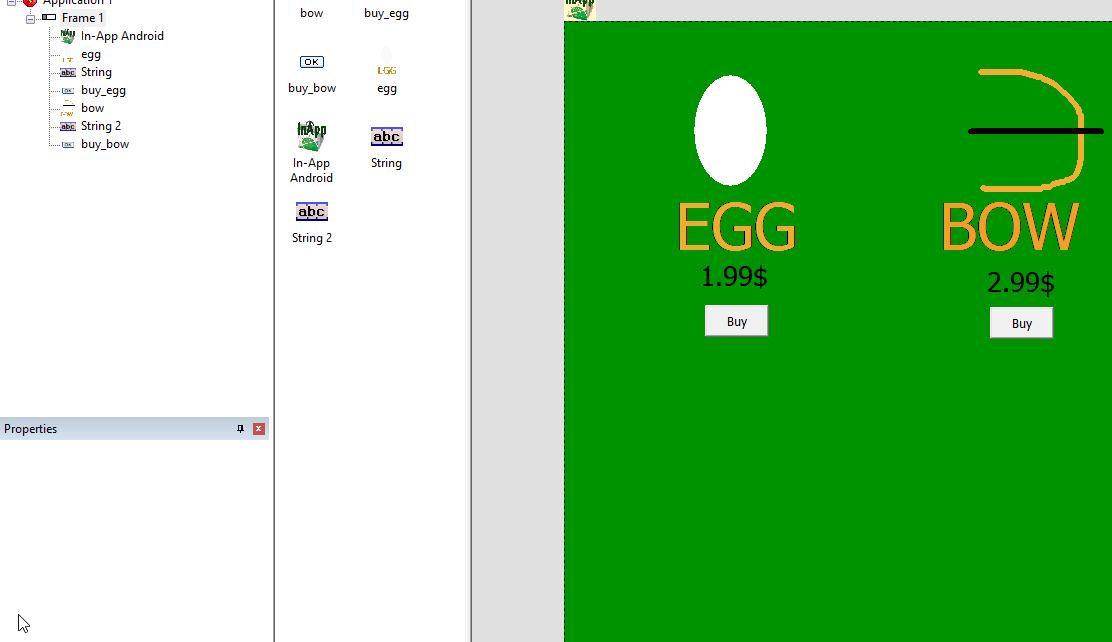 Application 1
Frame 1
In-App Android
egg
String
buy_egg
bow
String 2
buy_bow
Properties
bow
buy_egg
OK
buy_bow
EGG
egg
InApp
In-App
Android
abc
String
abc
String 2
InApp
EGG
1.99$
Buy
BOW
2.99$
Buy